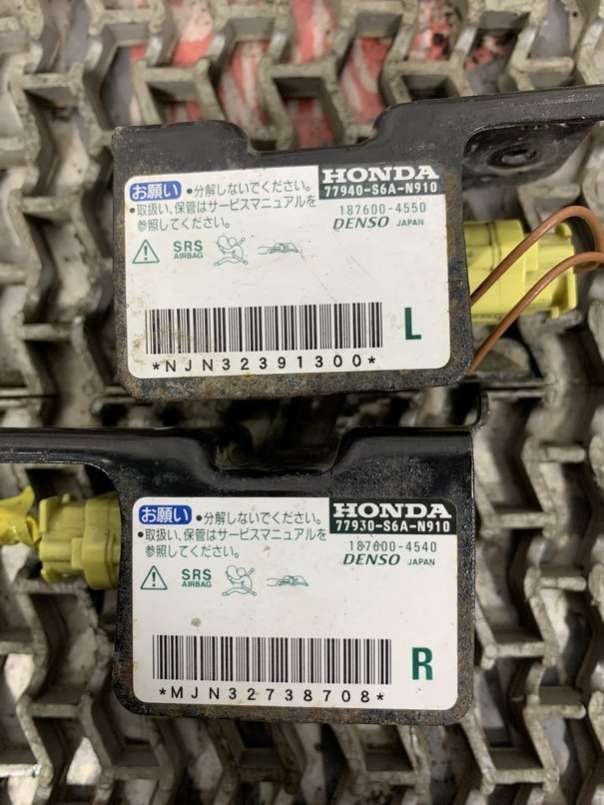 お願い ・分解しないでください。
・取扱い、保管はサービスマニュアルを
参照してください。
HONDA
77940-S6A-N910
187600-4550
DENSO JAPAN
SRS
AIRBAG
L
*NJN32391300*
お願い ・分解しないでください。
・取扱い、保管はサービスマニュアルを
参照してください。
HONDA
77930-S6A-N910
187600-4540
DENSO JAPAN
SRS
AIRBAG
R
*MJN32738708*